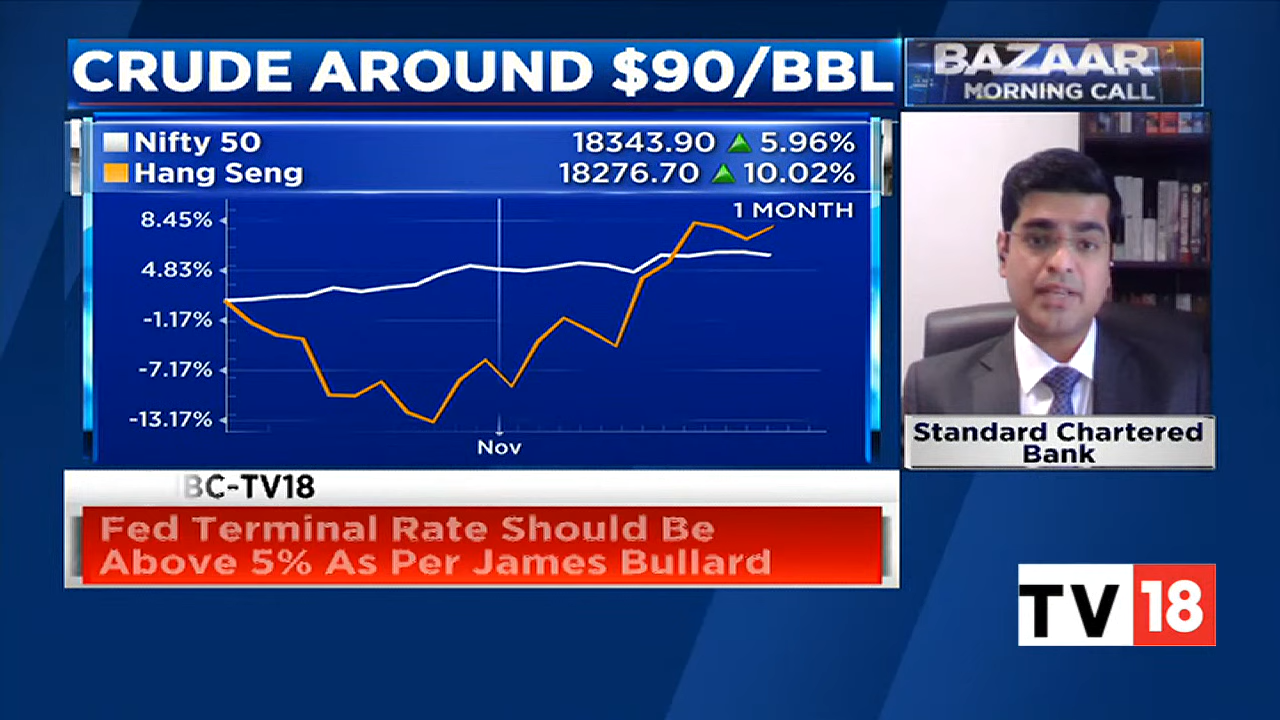 CRUDE AROUND $90/BBL
BAZAAR
MORNING CALL
Nifty 50 18343.90 ▲ 5.96%
Hang Seng 18276.70 ▲ 10.02%
1 MONTH
8.45%
4.83%
-1.17%
-7.17%
-13.17%
Nov
Standard Chartered
Bank
BC-TV18
Fed Terminal Rate Should Be
Above 5% As Per James Bullard
TV18